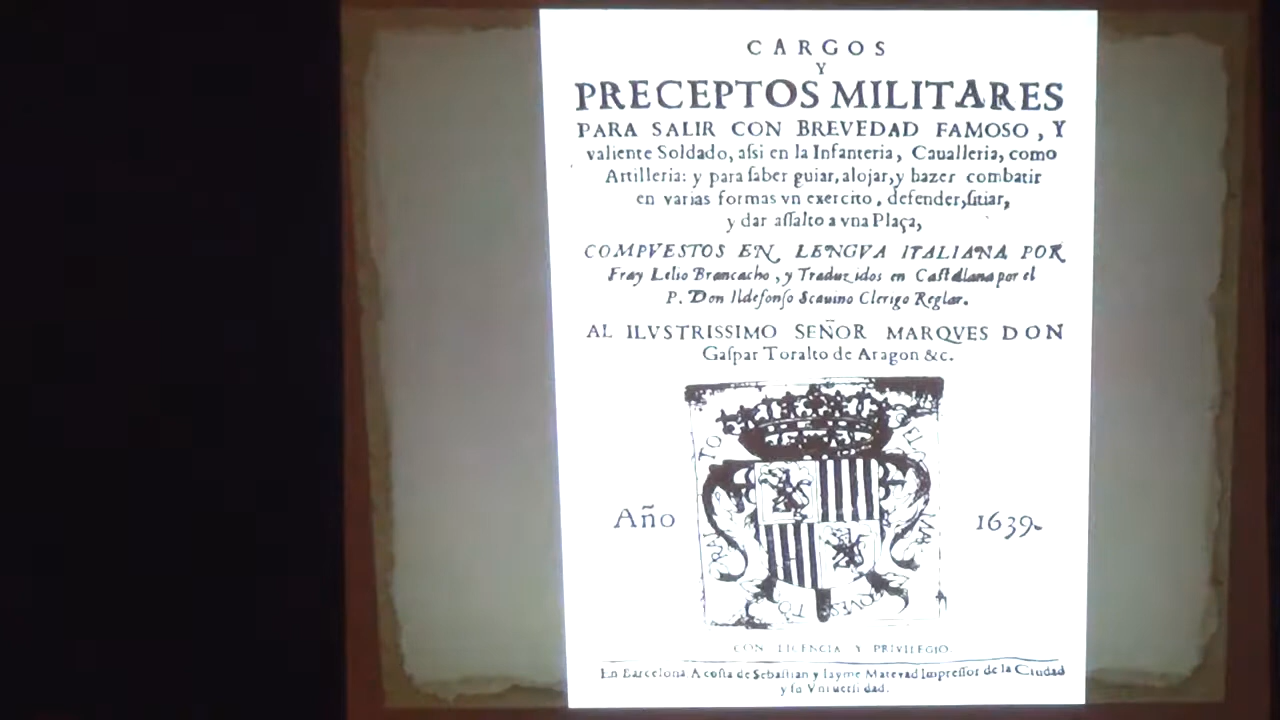 CARGOS
Y
PRECEPTOS MILITARES
PARA SALIR CON BREVEDAD FAMOSO, Y
valiente Soldado, aſsi en la Infanteria, Caualleria, como
Artilleria: y para ſaber guiar, alojar, y hazer combatir
en varias formas vn exercito, defender, ſitiar,
y dar aſſalto a vna Plaça,
COMPVESTOS EN LENGVA ITALIANA POR
Fray Lelio Brancacho, y Traduzidos en Caſtellana por el
P. Don Ildefonſo Scauino Clerigo Reglar.
AL ILVSTRISSIMO SEÑOR MARQVES DON
Gaſpar Toralto de Aragon &c.
Año 1639.
CON LICENCIA Y PRIVILEGIO
En Barcelona A coſta de Sebaſtian y Iayme Matevad Impreſſor de la Ciudad
y ſu Vniuerſidad.